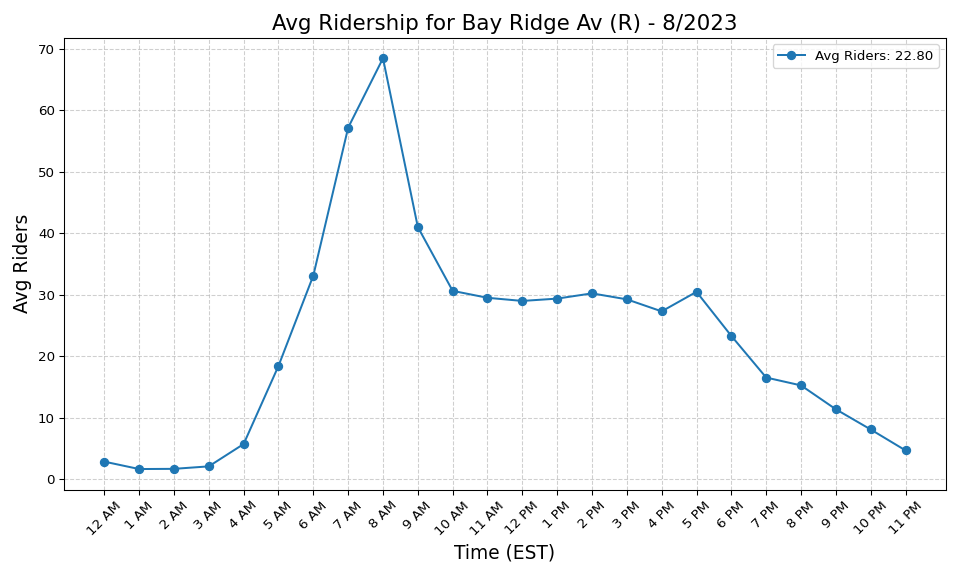 Avg Ridership for Bay Ridge Av (R) - 8/2023
Avg Riders: 22.80
Avg Riders
70
60
50
40
30
20
10
0
12 AM
1 AM
2 AM
3 AM
4 AM
5 AM
6 AM
7 AM
8 AM
9 AM
10 AM
11 AM
12 PM
1 PM
2 PM
3 PM
4 PM
5 PM
6 PM
7 PM
8 PM
9 PM
10 PM
11 PM
Time (EST)